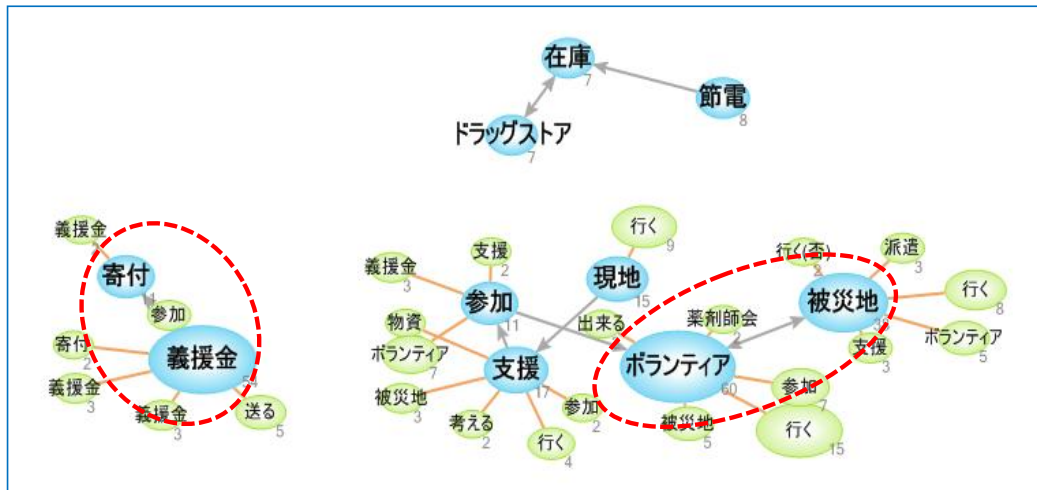 在庫
7
節電
8
ドラッグストア
7
義援金
寄付
参加
寄付
2
義援金
54
義援金
3
義援金
3
送る
5
行く
9
支援
2
義援金
3
現地
15
参加
11
物資
ボランティア
7
出来る
支援
17
被災地
3
考える
2
行く
4
参加
2
行く(否)
2
派遣
3
被災地
行く
8
ボランティア
5
支援
3
薬剤師会
2
ボランティア
60
参加
7
被災地
5
行く
15